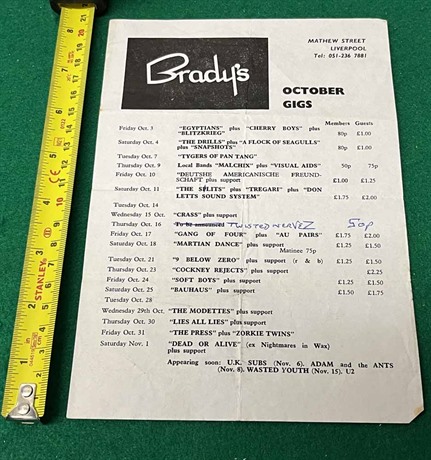 Brady's
MATHEW STREET
LIVERPOOL
Tel: 051-236 7881
OCTOBER
GIGS
Members Guests
Friday Oct. 3 "EGYPTIANS" plus "CHERRY BOYS" plus
"BLITZKRIEG" 80p £1.00
Saturday Oct. 4 "THE DRILLS" plus "A FLOCK OF SEAGULLS"
plus "SNAPSHOTS" 80p £1.00
Tuesday Oct. 7 "TYGERS OF PAN TANG"
Thursday Oct. 9 Local Bands "MALCHIX" plus "VISUAL AIDS" 50p 75p
Friday Oct. 10 "DEUTSHE AMERICANISCHE FREUND-
SCHAFT plus support £1.00 £1.25
Saturday Oct. 11 "THE SPLITS" plus "TREGARI" plus "DON
LETTS SOUND SYSTEM" £1.75 £2.00
Tuesday Oct. 14
Wednesday 15 Oct. "CRASS" plus support
Thursday Oct. 16 To be announced TWISTED NERVEZ 50p
Friday Oct. 17 "GANG OF FOUR" plus "AU PAIRS" £1.75 £2.00
Saturday Oct. 18 "MARTIAN DANCE" plus support £1.25 £1.50
Matinee 75p
Tuesday Oct. 21 "9 BELOW ZERO" plus support (r & b) £1.25 £1.50
Thursday Oct. 23 "COCKNEY REJECTS" plus support £2.25
Friday Oct. 24 "SOFT BOYS" plus support £1.25 £1.50
Saturday Oct. 25 "BAUHAUS" plus support £1.50 £1.75
Tuesday Oct. 28
Wednesday 29th Oct. "THE MODETTES" plus support
Thursday Oct. 30 "LIES ALL LIES" plus support
Friday Oct. 31 "THE PRESS" plus "ZORKIE TWINS"
Saturday Nov. 1 "DEAD OR ALIVE" (ex Nightmares in Wax)
plus support
Appearing soon: U.K. SUBS (Nov. 6). ADAM and the ANTS
(Nov. 8). WASTED YOUTH (Nov. 15). U2
STANLEY